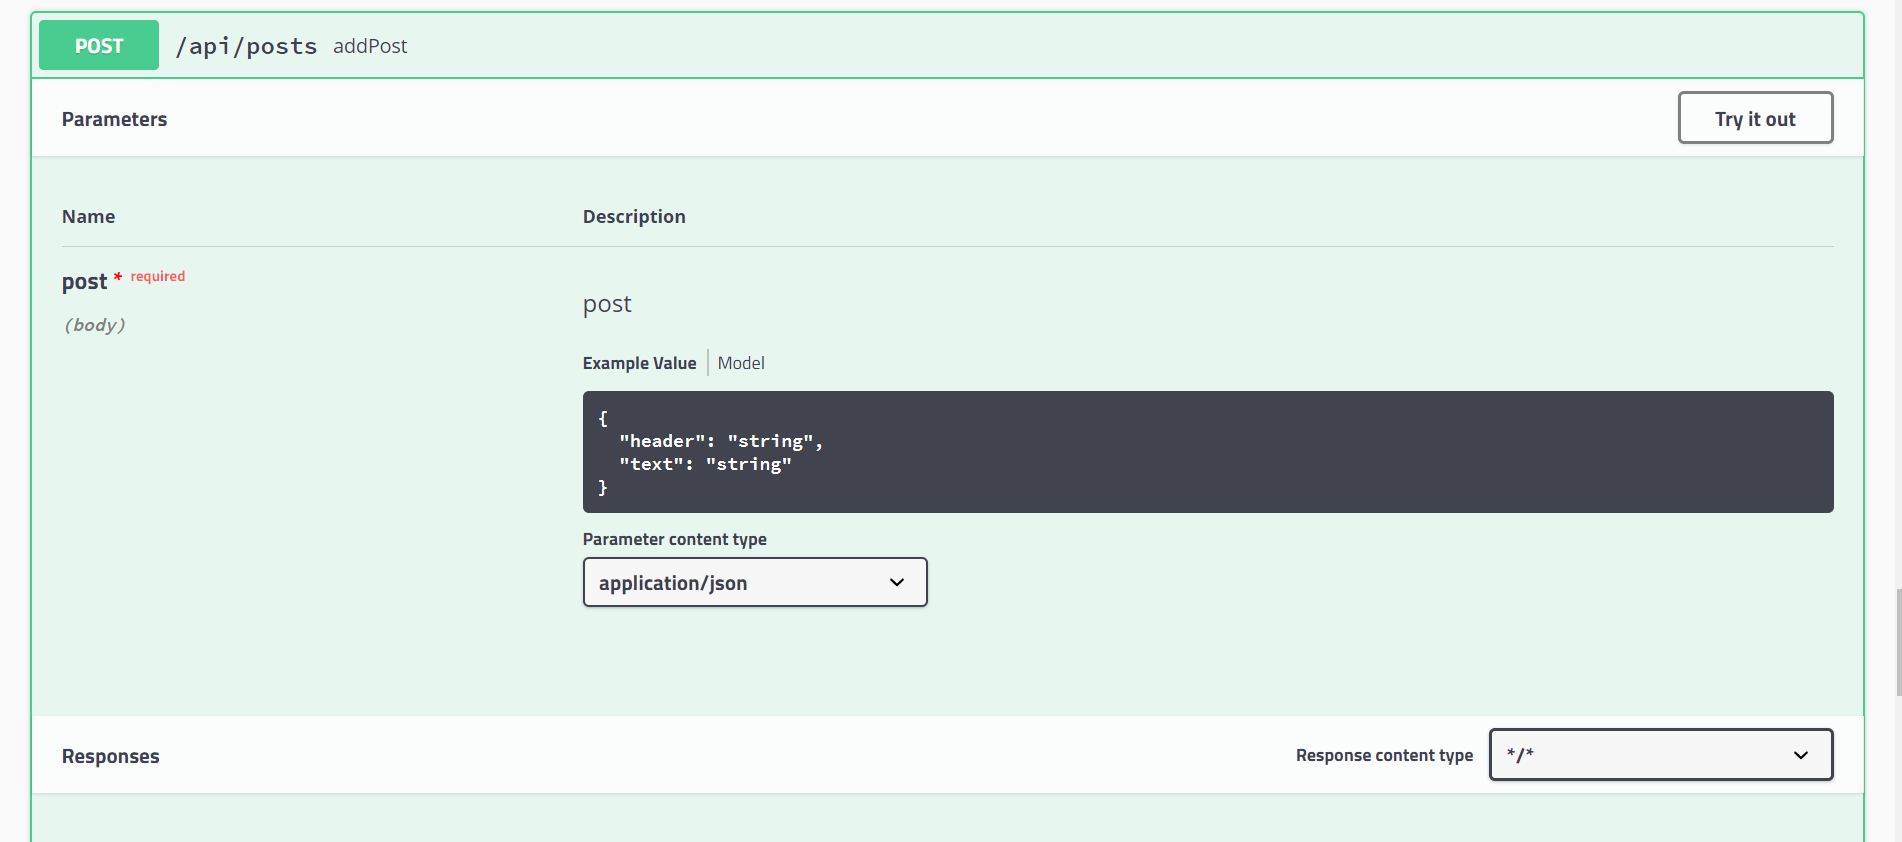 POST /api/posts addPost
Parameters
Try it out
Name Description
post * required
(body)
post
Example Value Model
{
"header": "string",
"text": "string"
}
Parameter content type
application/json
Responses
Response content type */*